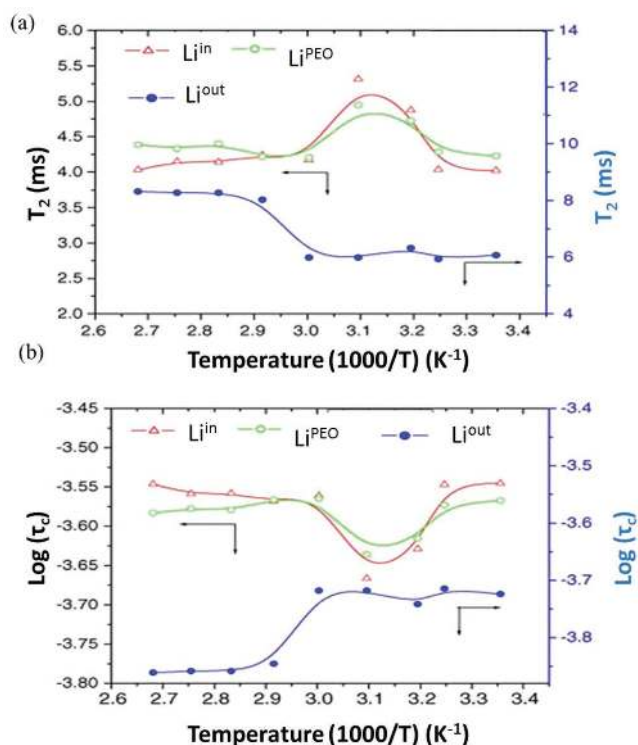 (a)
6.0
5.5
5.0
4.5
4.0
3.5
3.0
2.5
2.0
T2 (ms)
Li^in
Li^PEO
Li^out
14
12
10
8
6
4
T2 (ms)
2.6 2.7 2.8 2.9 3.0 3.1 3.2 3.3 3.4
Temperature (1000/T) (K-1)
(b)
-3.45
-3.50
-3.55
-3.60
-3.65
-3.70
-3.75
-3.80
Log (τc)
Li^in Li^PEO Li^out
-3.4
-3.5
-3.6
-3.7
-3.8
Log (τc)
2.6 2.7 2.8 2.9 3.0 3.1 3.2 3.3 3.4 3.5
Temperature (1000/T) (K-1)